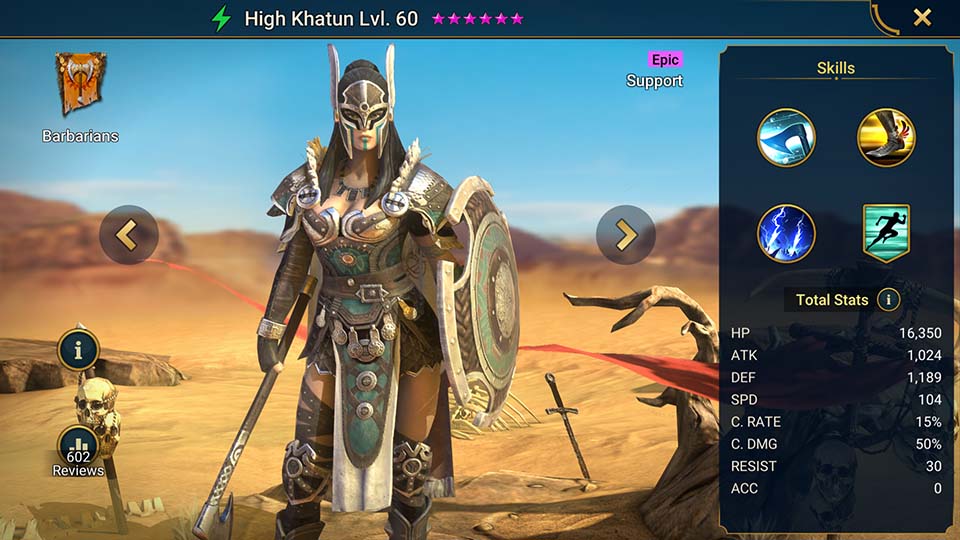 High Khatun Lvl. 60
Barbarians
Epic
Support
602
Reviews
Skills
Total Stats
HP 16,350
ATK 1,024
DEF 1,189
SPD 104
C. RATE 15%
C. DMG 50%
RESIST 30
ACC 0